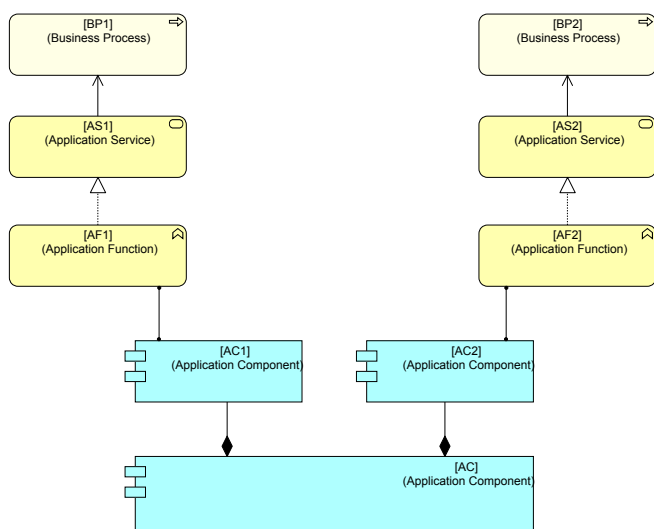 [BP1]
(Business Process)
[BP2]
(Business Process)
[AS1]
(Application Service)
[AS2]
(Application Service)
[AF1]
(Application Function)
[AF2]
(Application Function)
[AC1]
(Application Component)
[AC2]
(Application Component)
[AC]
(Application Component)